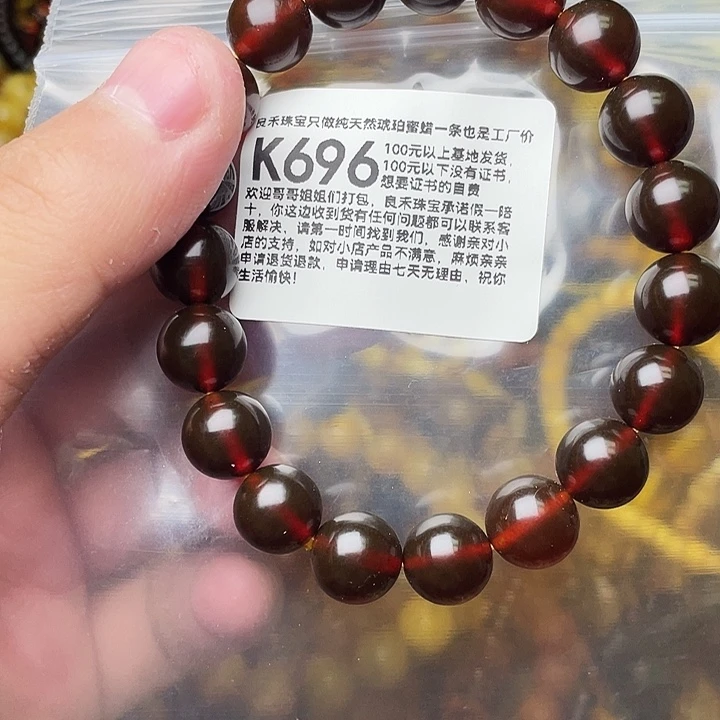 良禾珠宝只做纯天然琥珀蜜蜡一条也是工厂价
K696
100元以上基地发货,
100元以下没有证书,
想要证书的自费
欢迎哥哥姐姐们打包，良禾珠宝承诺假一陪
十，你这边收到货有任何问顺都可以联系客
服解决、请第一时间找到我们，感谢亲对小
店的支持，如对小店产品不满意，麻烦亲亲
申请退货退款，申请理由七天无理由、祝你
生活愉快!